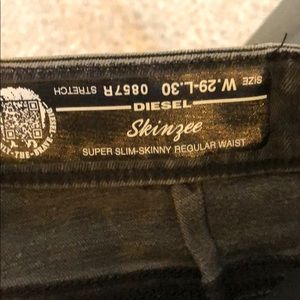 SIZE W.29-L.30 0857R STRETCH
DIESEL
Skinzee
SUPER SLIM-SKINNY REGULAR WAIST